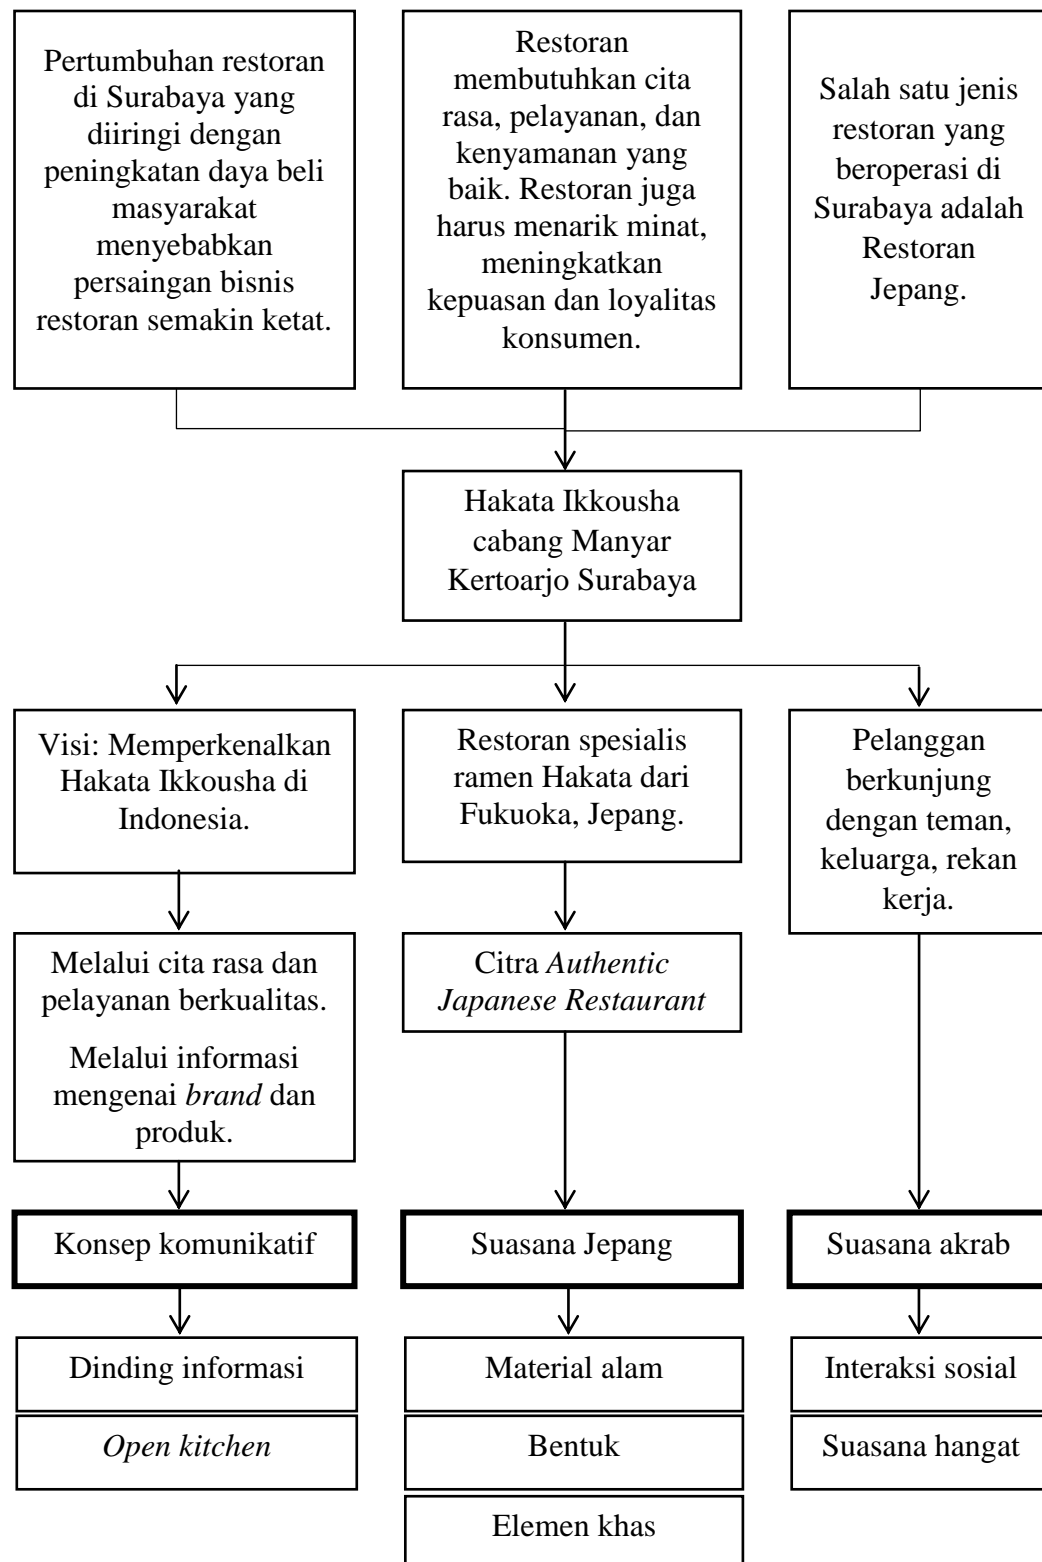 Pertumbuhan restoran
di Surabaya yang
diiringi dengan
peningkatan daya beli
masyarakat
menyebabkan
persaingan bisnis
restoran semakin ketat.
Restoran
membutuhkan cita
rasa, pelayanan, dan
kenyamanan yang
baik. Restoran juga
harus menarik minat,
meningkatkan
kepuasan dan loyalitas
konsumen.
Salah satu jenis
restoran yang
beroperasi di
Surabaya adalah
Restoran
Jepang.
Hakata Ikkousha
cabang Manyar
Kertoarjo Surabaya
Visi: Memperkenalkan
Hakata Ikkousha di
Indonesia.
Restoran spesialis
ramen Hakata dari
Fukuoka, Jepang.
Pelanggan
berkunjung
dengan teman,
keluarga, rekan
kerja.
Melalui cita rasa dan
pelayanan berkualitas.
Melalui informasi
mengenai brand dan
produk.
Citra Authentic
Japanese Restaurant
Konsep komunikatif
Suasana Jepang
Suasana akrab
Dinding informasi
Material alam
Interaksi sosial
Open kitchen
Bentuk
Suasana hangat
Elemen khas